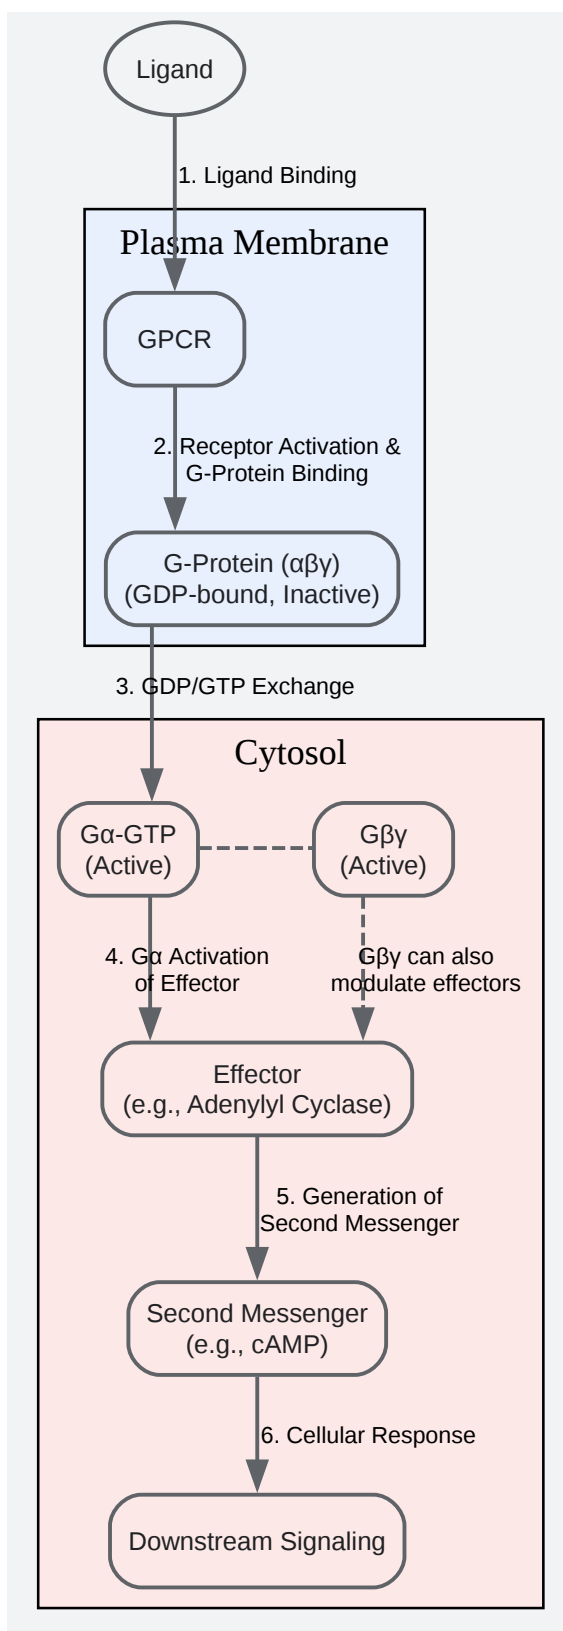 Ligand
1. Ligand Binding
Plasma Membrane
GPCR
2. Receptor Activation &
G-Protein Binding
G-Protein (αβγ)
(GDP-bound, Inactive)
3. GDP/GTP Exchange
Cytosol
Gα-GTP
(Active)
Gβγ
(Active)
4. Gα Activation
of Effector
Gβγ can also
modulate effectors
Effector
(e.g., Adenylyl Cyclase)
5. Generation of
Second Messenger
Second Messenger
(e.g., cAMP)
6. Cellular Response
Downstream Signaling